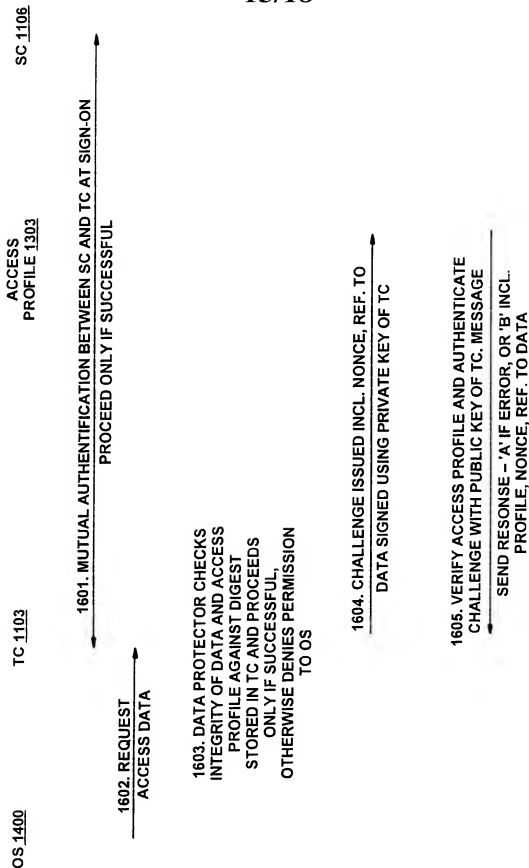 15/18
OS 1400
TC 1103
ACCESS
PROFILE 1303
SC 1106
1601. MUTUAL AUTHENTIFICATION BETWEEN SC AND TC AT SIGN-ON
PROCEED ONLY IF SUCCESSFUL
1602. REQUEST
ACCESS DATA
1603. DATA PROTECTOR CHECKS
INTEGRITY OF DATA AND ACCESS
PROFILE AGAINST DIGEST
STORED IN TC AND PROCEEDS
ONLY IF SUCCESSFUL,
OTHERWISE DENIES PERMISSION
TO OS
1604. CHALLENGE ISSUED INCL. NONCE, REF. TO
DATA SIGNED USING PRIVATE KEY OF TC
1605. VERIFY ACCESS PROFILE AND AUTHENTICATE
CHALLENGE WITH PUBLIC KEY OF TC. MESSAGE
SEND RESONSE – 'A' IF ERROR, OR 'B' INCL.
PROFILE, NONCE, REF. TO DATA